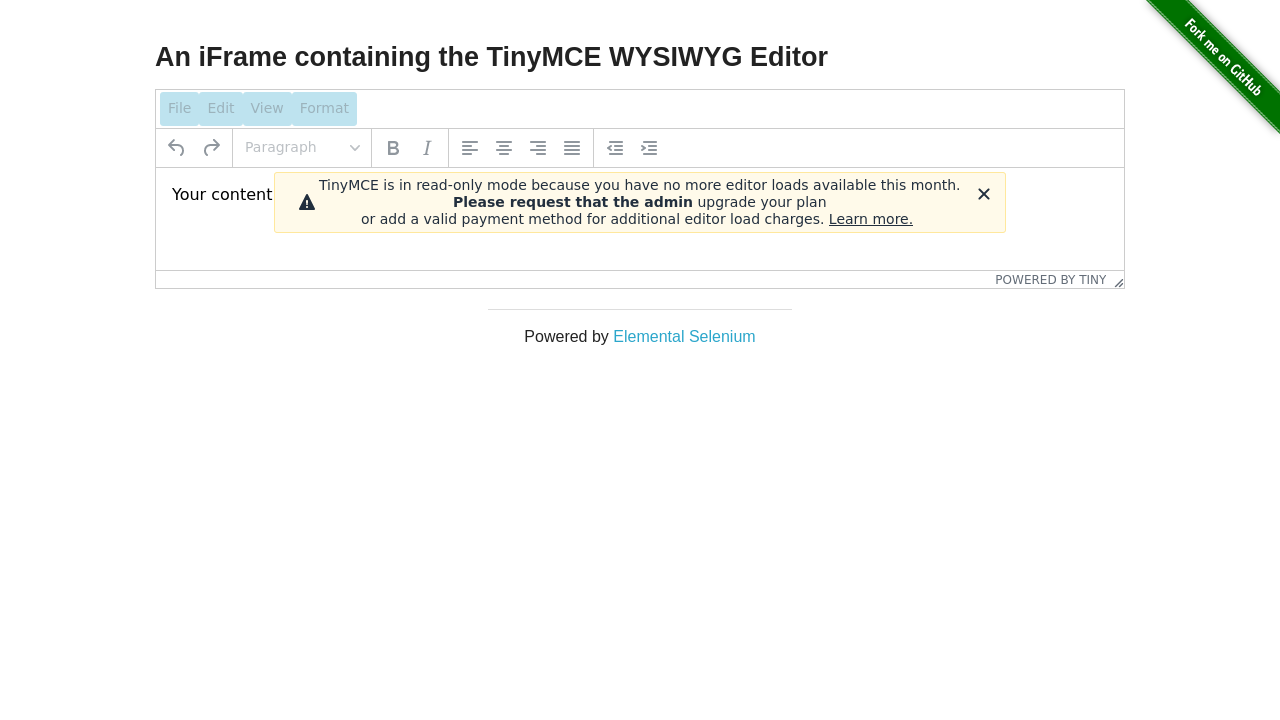 Fork me on GitHub
An iFrame containing the TinyMCE WYSIWYG Editor
File Edit View Format
Paragraph B I
Your content
TinyMCE is in read-only mode because you have no more editor loads available this month.
Please request that the admin upgrade your plan
or add a valid payment method for additional editor load charges. Learn more.
POWERED BY TINY
Powered by Elemental Selenium